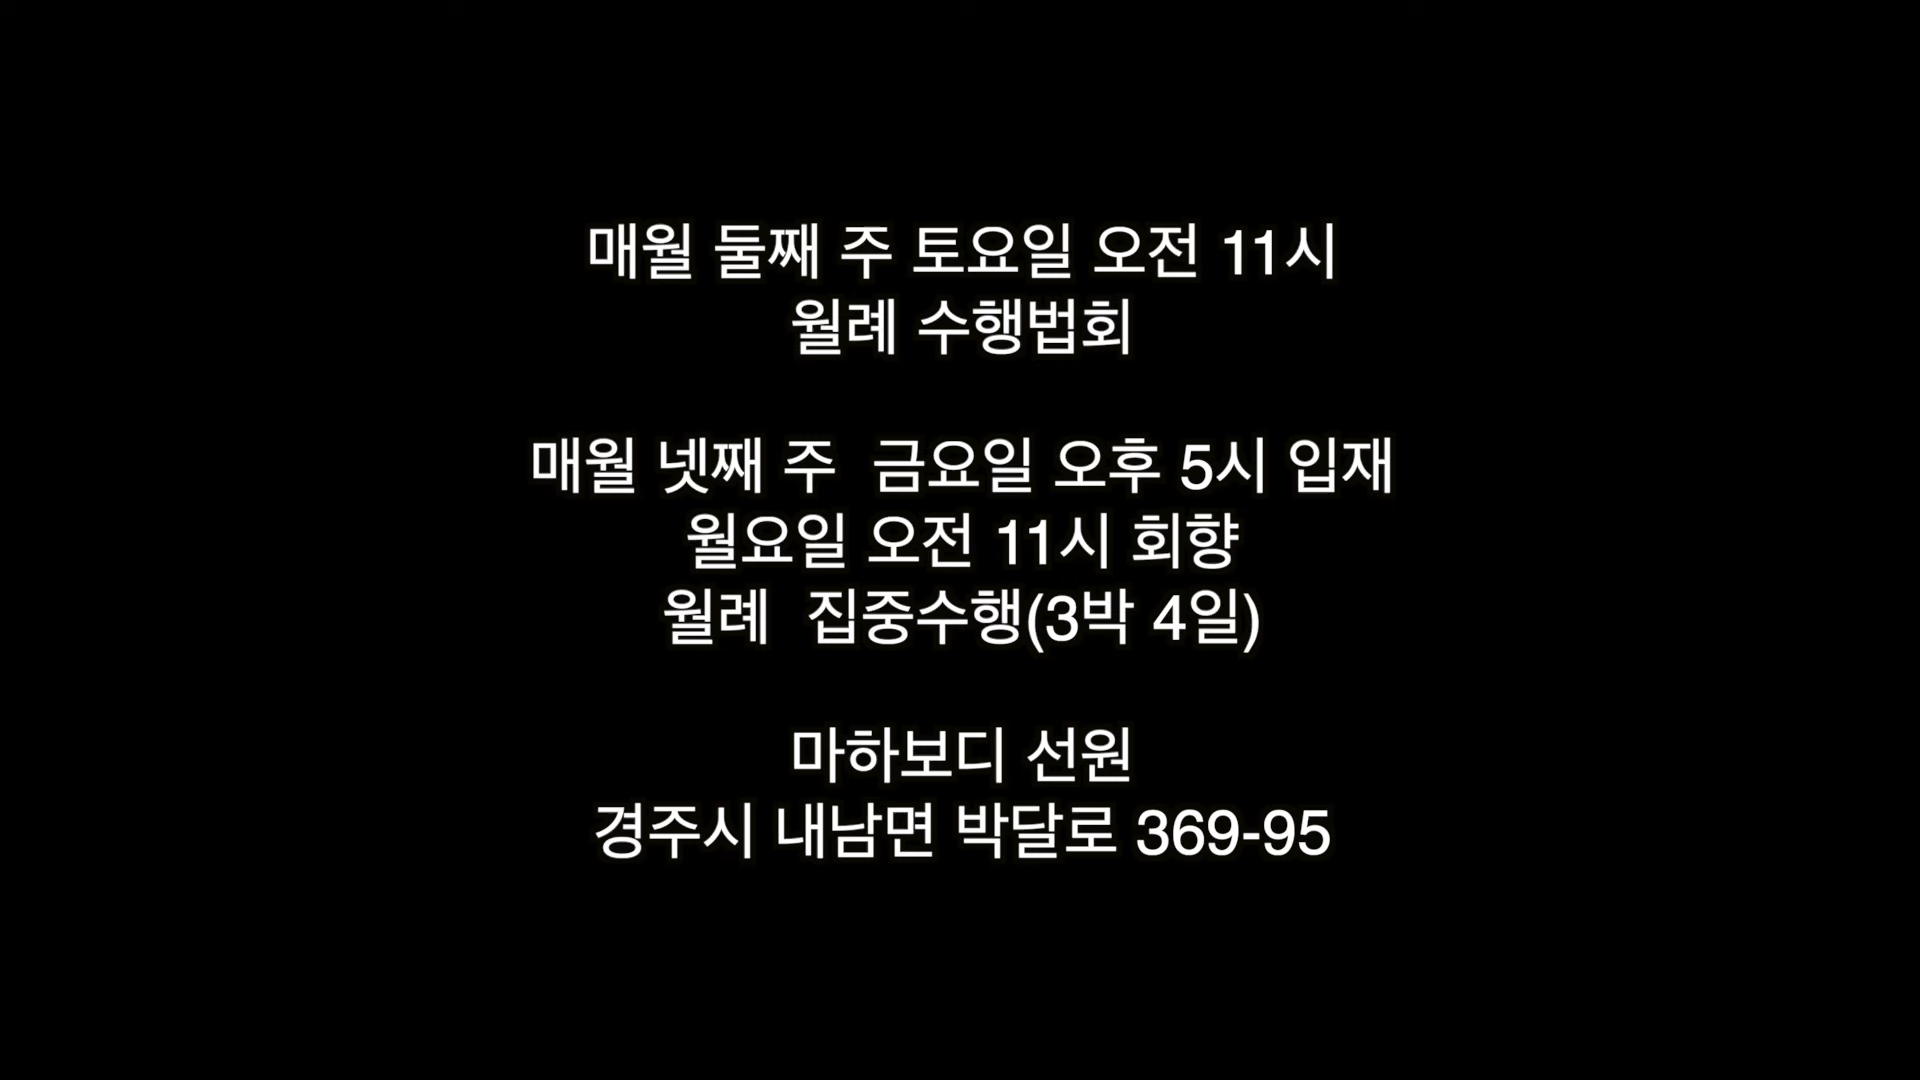 매월 둘째 주 토요일 오전 11시
월례 수행법회
매월 넷째 주  금요일 오후 5시 입재
월요일 오전 11시 회향
월례  집중수행(3박 4일)
마하보디 선원
경주시 내남면 박달로 369-95